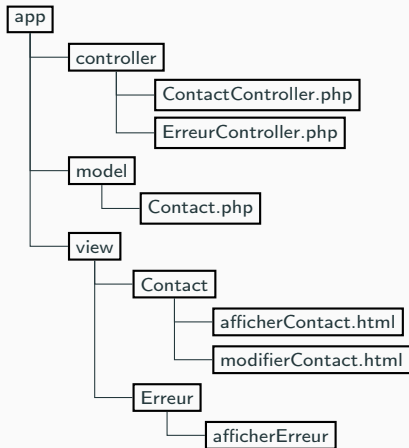 app
controller
ContactController.php
ErreurController.php
model
Contact.php
view
Contact
afficherContact.html
modifierContact.html
Erreur
afficherErreur